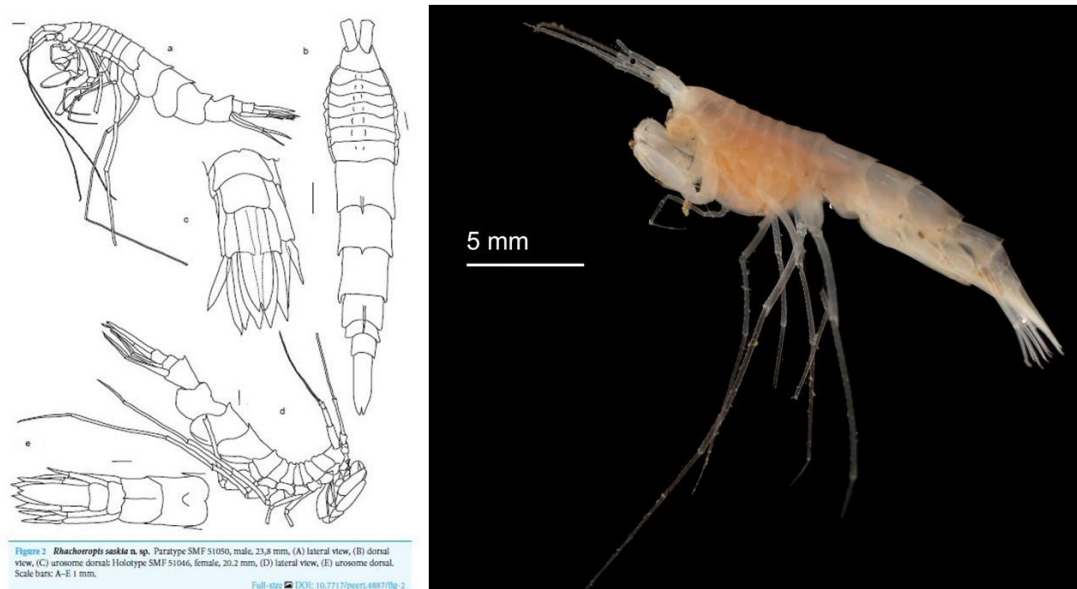 a
b
c
5 mm
d
e
Figure 2 Rhachotropis saskia n. sp. Paratype SMF 51050, male, 23,8 mm, (A) lateral view, (B) dorsal
view, (C) urosome dorsal; Holotype SMF 51046, female, 20.2 mm, (D) lateral view, (E) urosome dorsal.
Scale bars: A–E 1 mm.
Full-size DOI: 10.7717/peerj.4887/fig-2